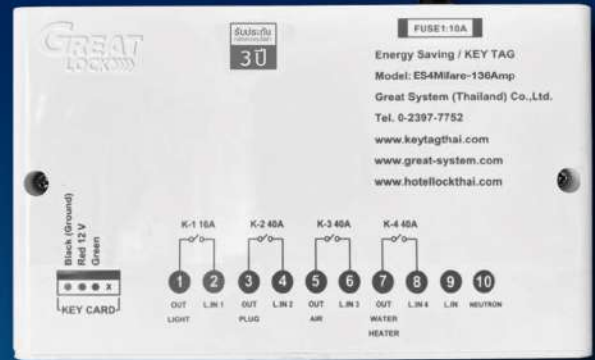 GREAT
LOCK
รับประกัน
3 ปี
FUSE1:10A
Energy Saving / KEY TAG
Model: ES4Mifare-136Amp
Great System (Thailand) Co.,Ltd.
Tel. 0-2397-7752
www.keytagthai.com
www.great-system.com
www.hotellockthai.com
Black (Ground)
Red 12 V
Green
X
KEY CARD
K-1 16A K-2 40A K-3 40A K-4 40A
1 2 3 4 5 6 7 8 9 10
OUT L.IN 1 OUT L.IN 2 OUT L.IN 3 OUT L.IN 4 L.IN NEUTRON
LIGHT PLUG AIR WATER
HEATER